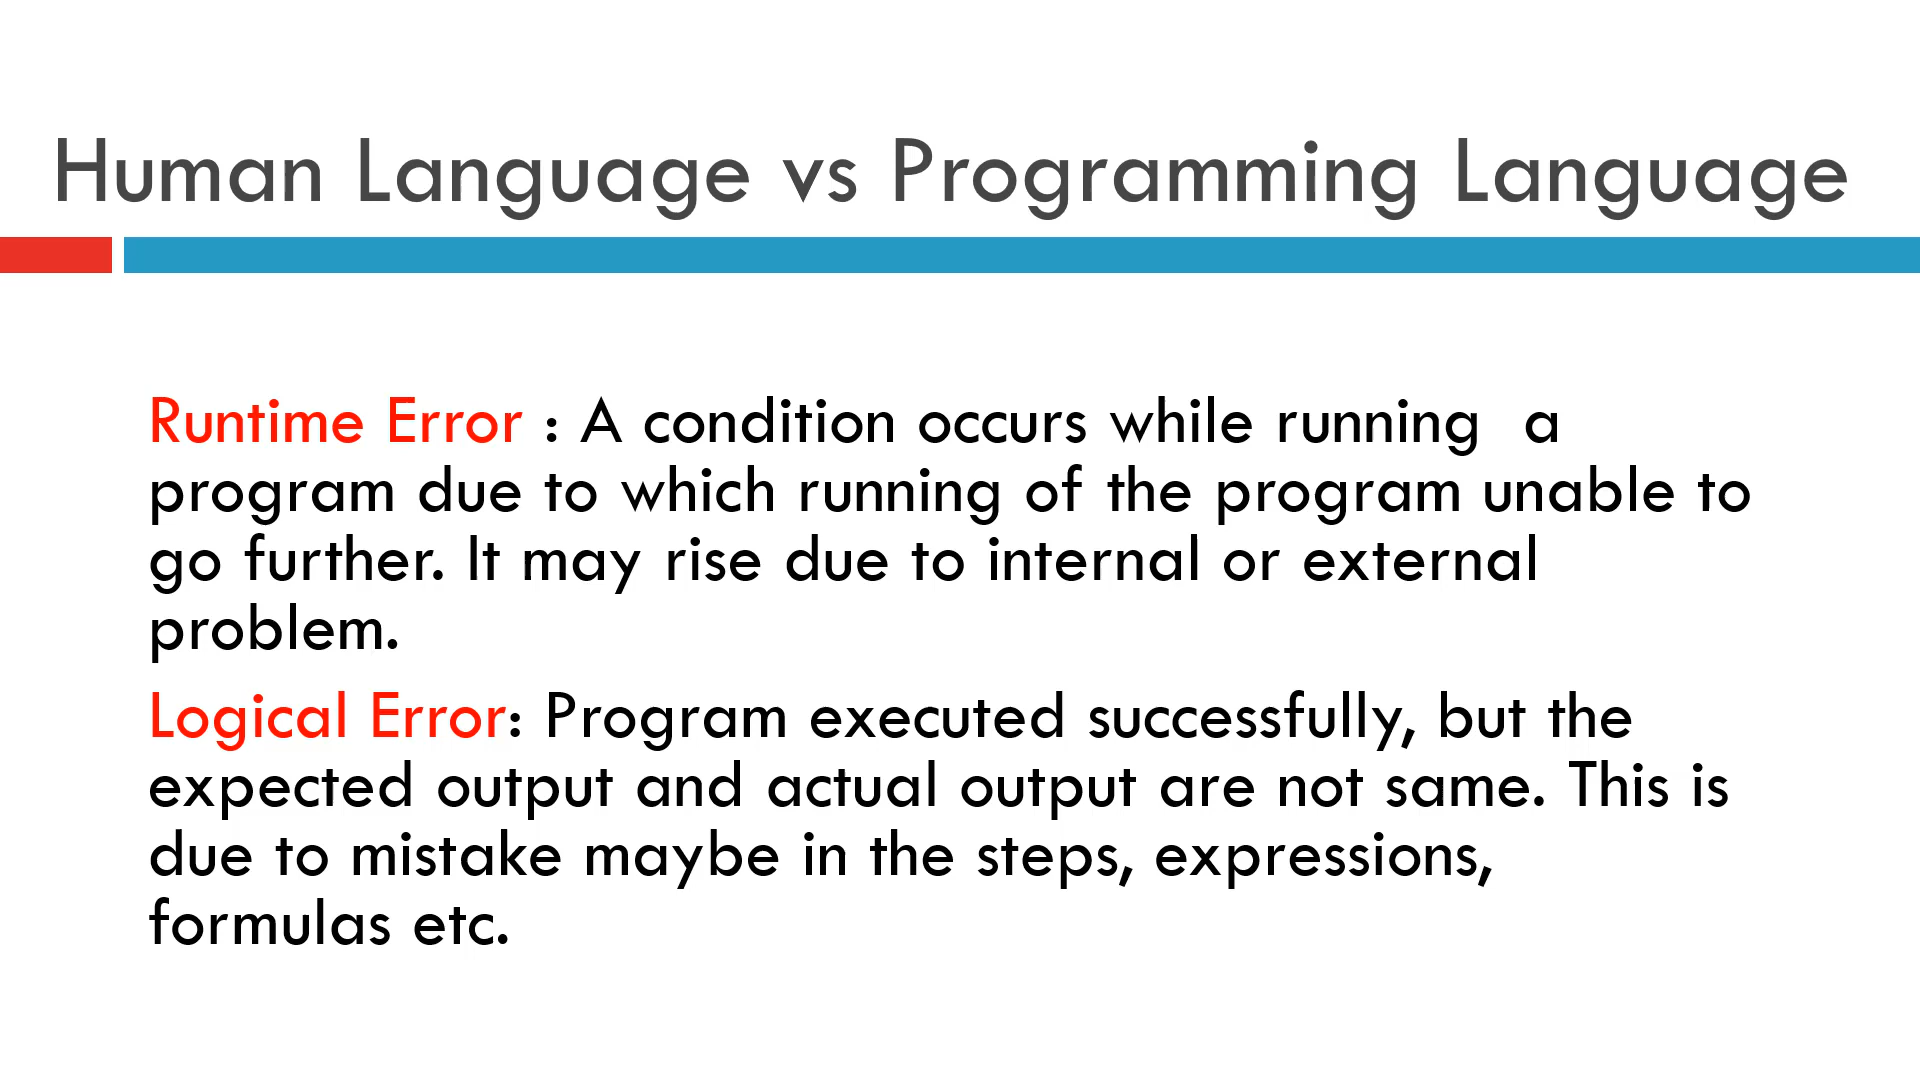 Human Language vs Programming Language
Runtime Error : A condition occurs while running  a
program due to which running of the program unable to
go further. It may rise due to internal or external
problem.
Logical Error: Program executed successfully, but the
expected output and actual output are not same. This is
due to mistake maybe in the steps, expressions,
formulas etc.